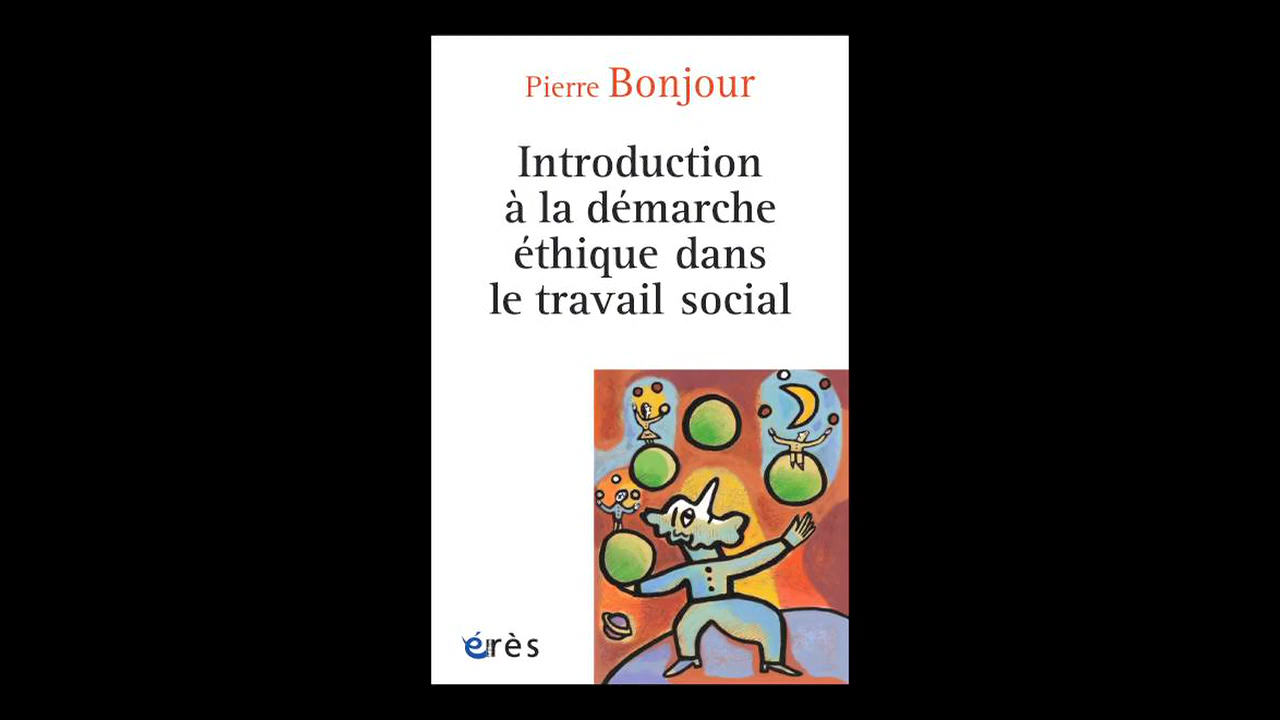 Pierre Bonjour
Introduction
à la démarche
éthique dans
le travail social
érès